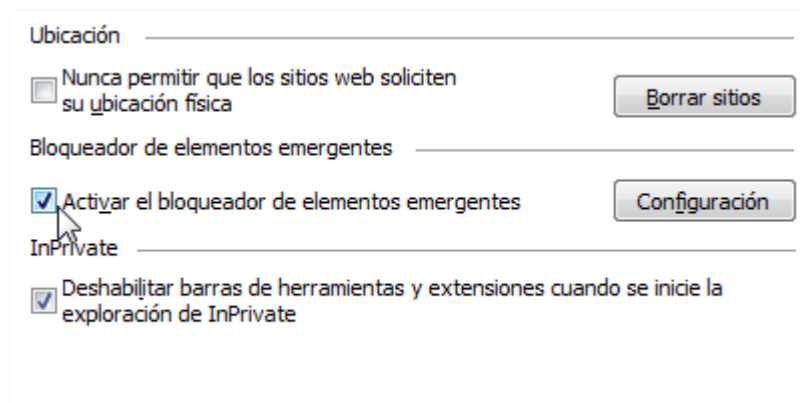 Ubicación
Nunca permitir que los sitios web soliciten
su ubicación física
Borrar sitios
Bloqueador de elementos emergentes
Activar el bloqueador de elementos emergentes
Configuración
InPrivate
Deshabilitar barras de herramientas y extensiones cuando se inicie la
exploración de InPrivate